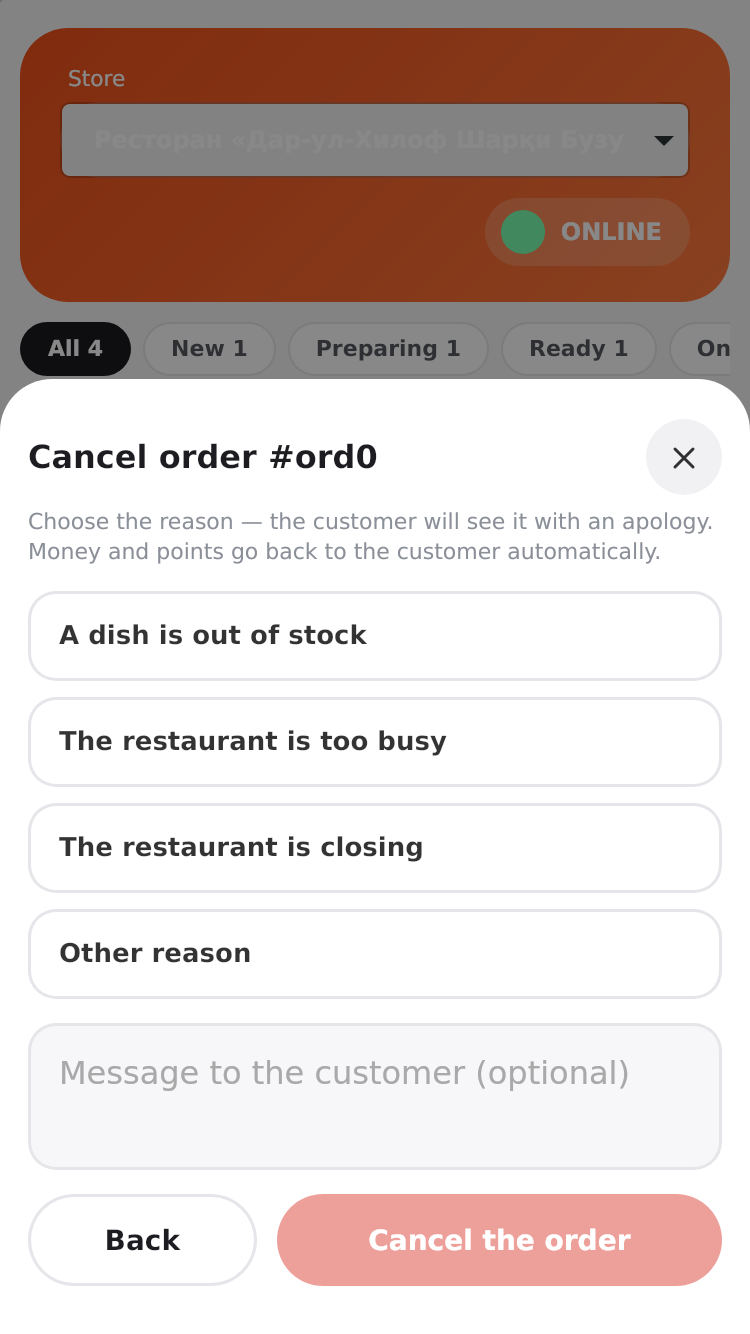 Store
Ресторан «Дар-ул-Хилоф Шарқи Бузу
ONLINE
All 4
New 1
Preparing 1
Ready 1
On
Cancel order #ord0
Choose the reason — the customer will see it with an apology.
Money and points go back to the customer automatically.
A dish is out of stock
The restaurant is too busy
The restaurant is closing
Other reason
Message to the customer (optional)
Back
Cancel the order